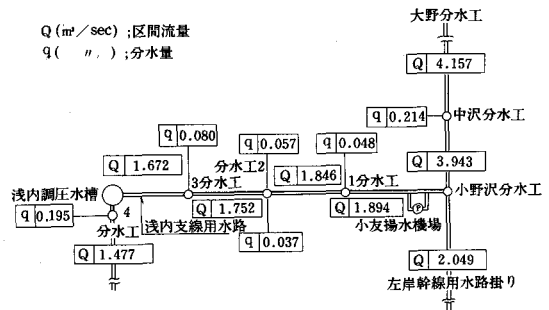 Q (㎥/sec) ;区間流量
q ( 〃 ) ;分水量
大野分水工
Q 4.157
q 0.214
中沢分水工
Q 3.943
q 0.080
q 0.057
q 0.048
Q 1.672
分水工2
Q 1.846
3分水工
1分水工
小野沢分水工
浅内調圧水槽
q 0.195
4
分水工
浅内支線用水路
Q 1.752
Q 1.894
P
小友揚水機場
q 0.037
Q 1.477
Q 2.049
左岸幹線用水路掛り